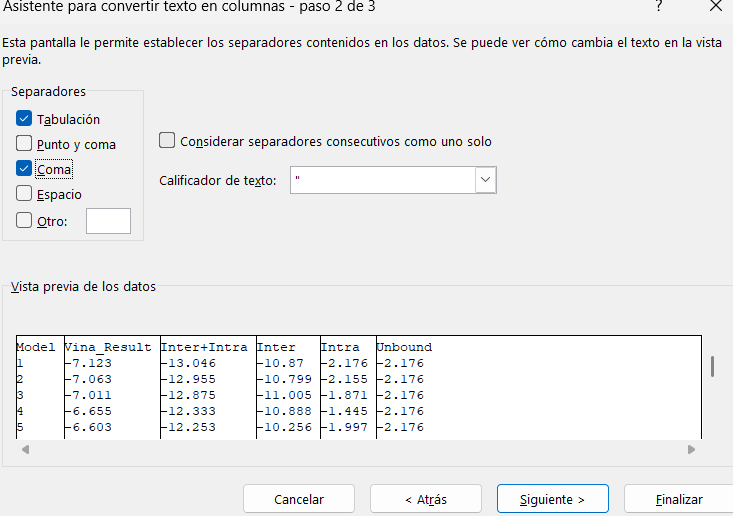 Asistente para convertir texto en columnas - paso 2 de 3
?
Esta pantalla le permite establecer los separadores contenidos en los datos. Se puede ver cómo cambia el texto en la vista
previa.
Separadores
Tabulación
Punto y coma
Coma
Espacio
Otro:
Considerar separadores consecutivos como uno solo
Calificador de texto: "
Vista previa de los datos
Model Vina_Result Inter+Intra Inter Intra Unbound
1 -7.123 -13.046 -10.87 -2.176 -2.176
2 -7.063 -12.955 -10.799 -2.155 -2.176
3 -7.011 -12.875 -11.005 -1.871 -2.176
4 -6.655 -12.333 -10.888 -1.445 -2.176
5 -6.603 -12.253 -10.256 -1.997 -2.176
Cancelar < Atrás Siguiente > Finalizar